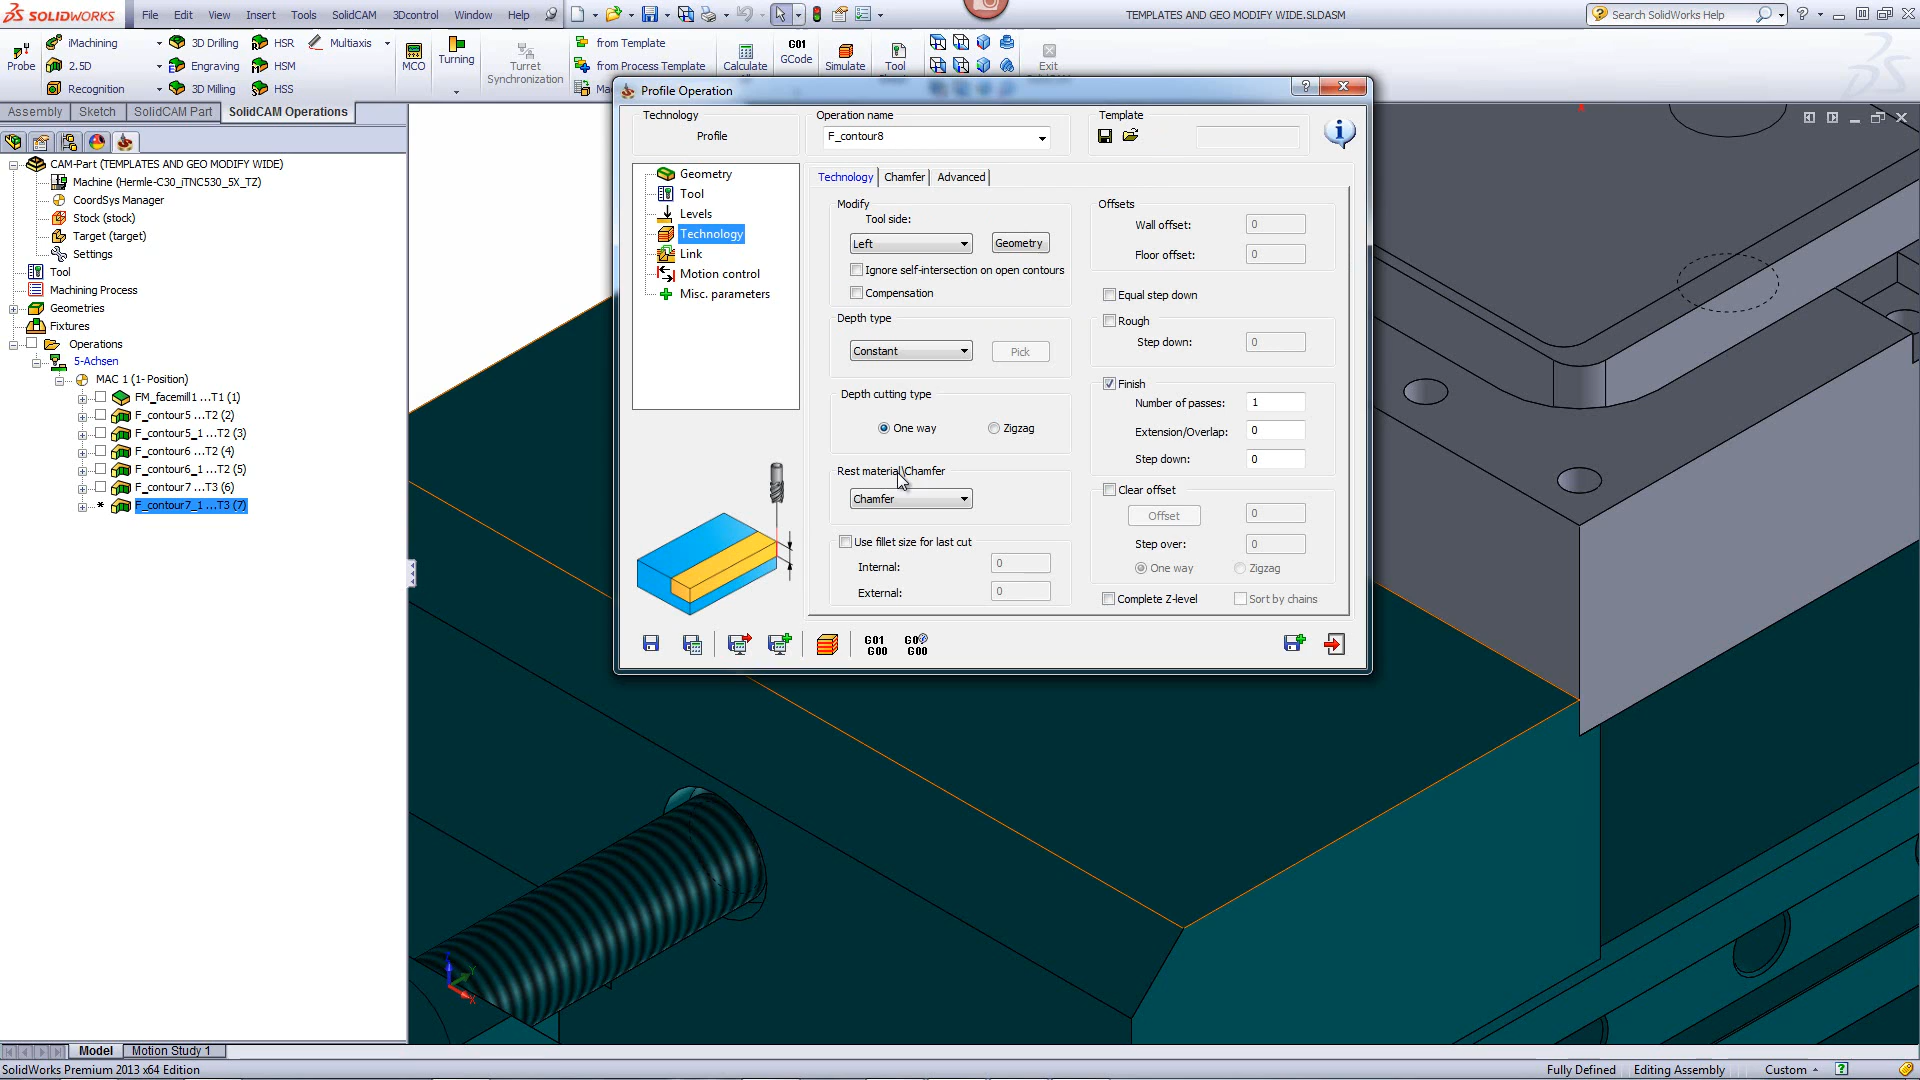 SOLIDWORKS File Edit View Insert Tools SolidCAM 3Dcontrol Window Help
TEMPLATES AND GEO MODIFY WIDE.SLDASM
Search SolidWorks Help
Probe
iMachining 3D Drilling HSR Multiaxis
2.5D Engraving HSM
Recognition 3D Milling HSS
MCO
Turning
Turret
Synchronization
from Template
from Process Template
Ma
Calculate
G01
GCode
Simulate
Tool
Exit
Assembly Sketch SolidCAM Part SolidCAM Operations
CAM-Part (TEMPLATES AND GEO MODIFY WIDE)
Machine (Hermle-C30_iTNC530_5X_TZ)
CoordSys Manager
Stock (stock)
Target (target)
Settings
Tool
Machining Process
Geometries
Fixtures
Operations
5-Achsen
MAC 1 (1- Position)
FM_facemill1 ...T1 (1)
F_contour5 ...T2 (2)
F_contour5_1 ...T2 (3)
F_contour6 ...T2 (4)
F_contour6_1 ...T2 (5)
F_contour7 ...T3 (6)
* F_contour7_1 ...T3 (7)
Profile Operation
Technology
Profile
Operation name
F_contour8
Template
Geometry
Tool
Levels
Technology
Link
Motion control
Misc. parameters
Technology Chamfer Advanced
Modify
Tool side:
Left Geometry
Ignore self-intersection on open contours
Compensation
Depth type
Constant Pick
Depth cutting type
One way Zigzag
Rest material\Chamfer
Chamfer
Use fillet size for last cut
Internal: 0
External: 0
Offsets
Wall offset: 0
Floor offset: 0
Equal step down
Rough
Step down: 0
Finish
Number of passes: 1
Extension/Overlap: 0
Step down: 0
Clear offset
Offset 0
Step over: 0
One way Zigzag
Complete Z-level Sort by chains
G01
G00
G00
Model Motion Study 1
SolidWorks Premium 2013 x64 Edition
Fully Defined Editing Assembly Custom